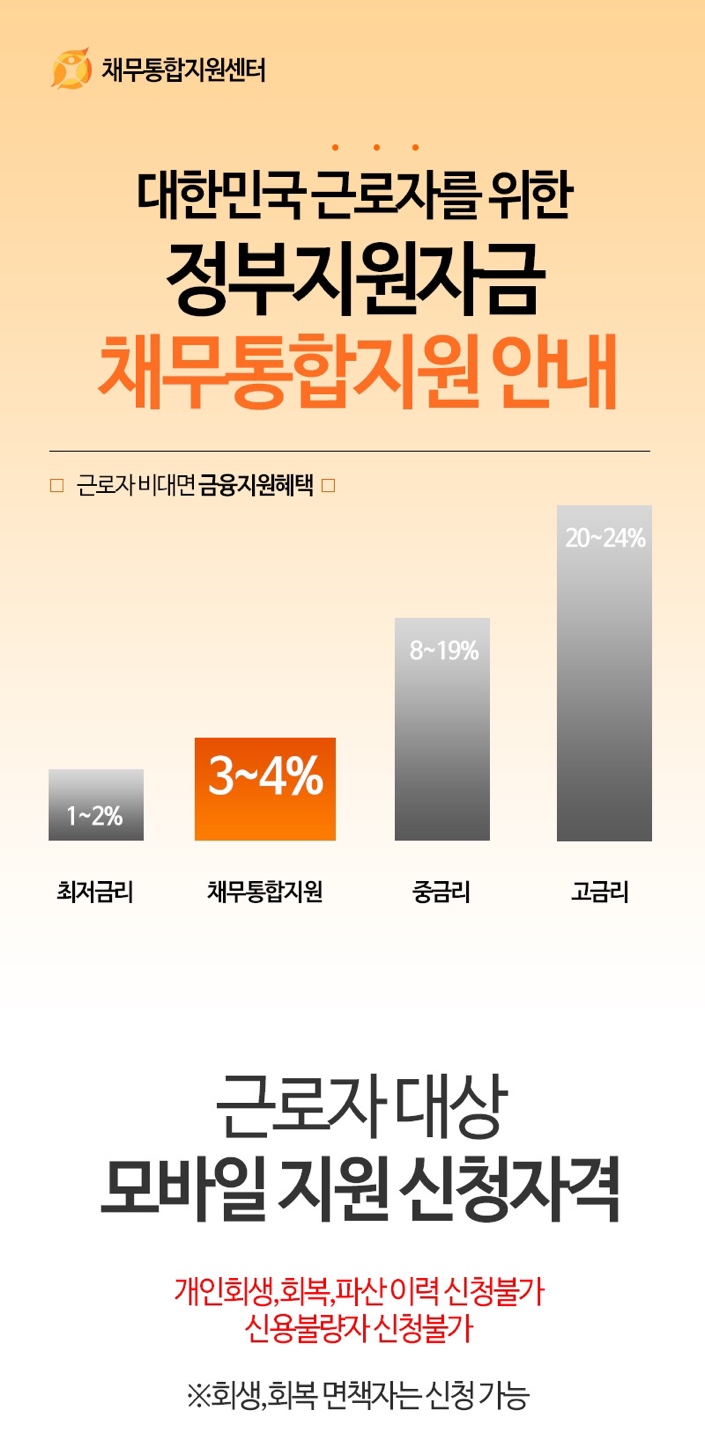 채무통합지원센터
대한민국 근로자를 위한
정부지원자금
채무통합지원 안내
□ 근로자 비대면 금융지원혜택 □
20~24%
8~19%
3~4%
1~2%
최저금리 채무통합지원 중금리 고금리
근로자 대상
모바일 지원 신청자격
개인회생,회복,파산 이력 신청불가
신용불량자 신청불가
※회생,회복 면책자는 신청 가능